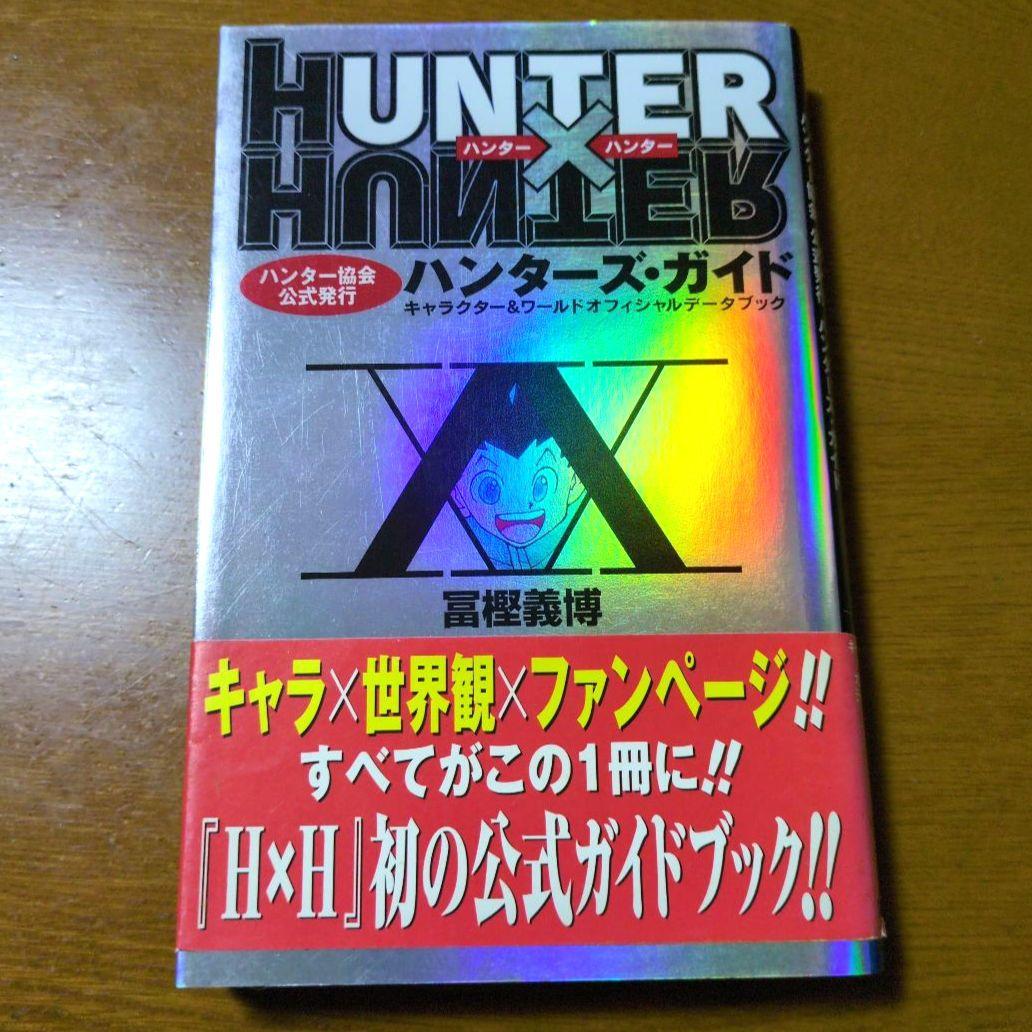 HUNTER
ハンター×ハンター
HUNTER
ハンター協会
公式発行
ハンターズ・ガイド
キャラクター&ワールドオフィシャルデータブック
冨樫義博
キャラ×世界観×ファンページ!!
すべてがこの1冊に!!
『H×H』初の公式ガイドブック!!